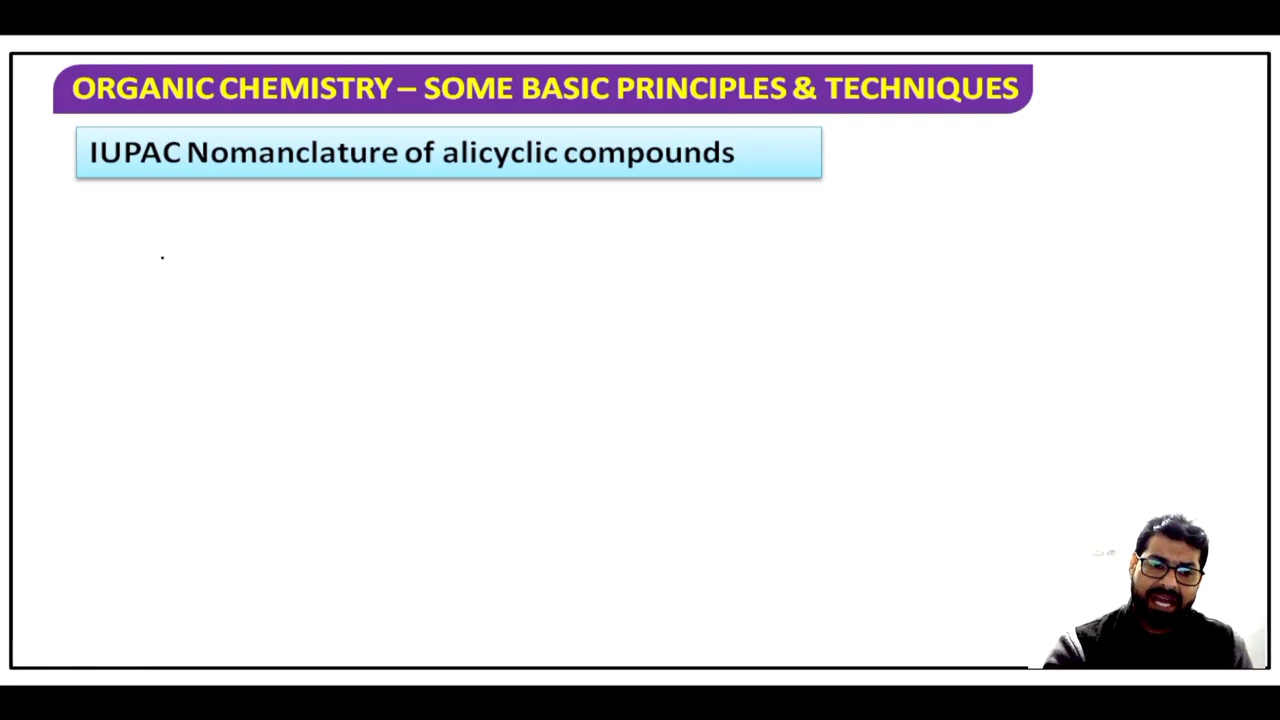 ORGANIC CHEMISTRY – SOME BASIC PRINCIPLES & TECHNIQUES
IUPAC Nomanclature of alicyclic compounds